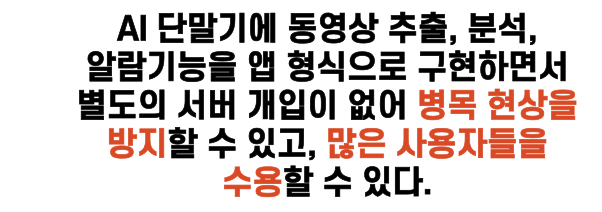 AI 단말기에 동영상 추출, 분석,
알람기능을 앱 형식으로 구현하면서
별도의 서버 개입이 없어 병목 현상을
방지할 수 있고, 많은 사용자들을
수용할 수 있다.